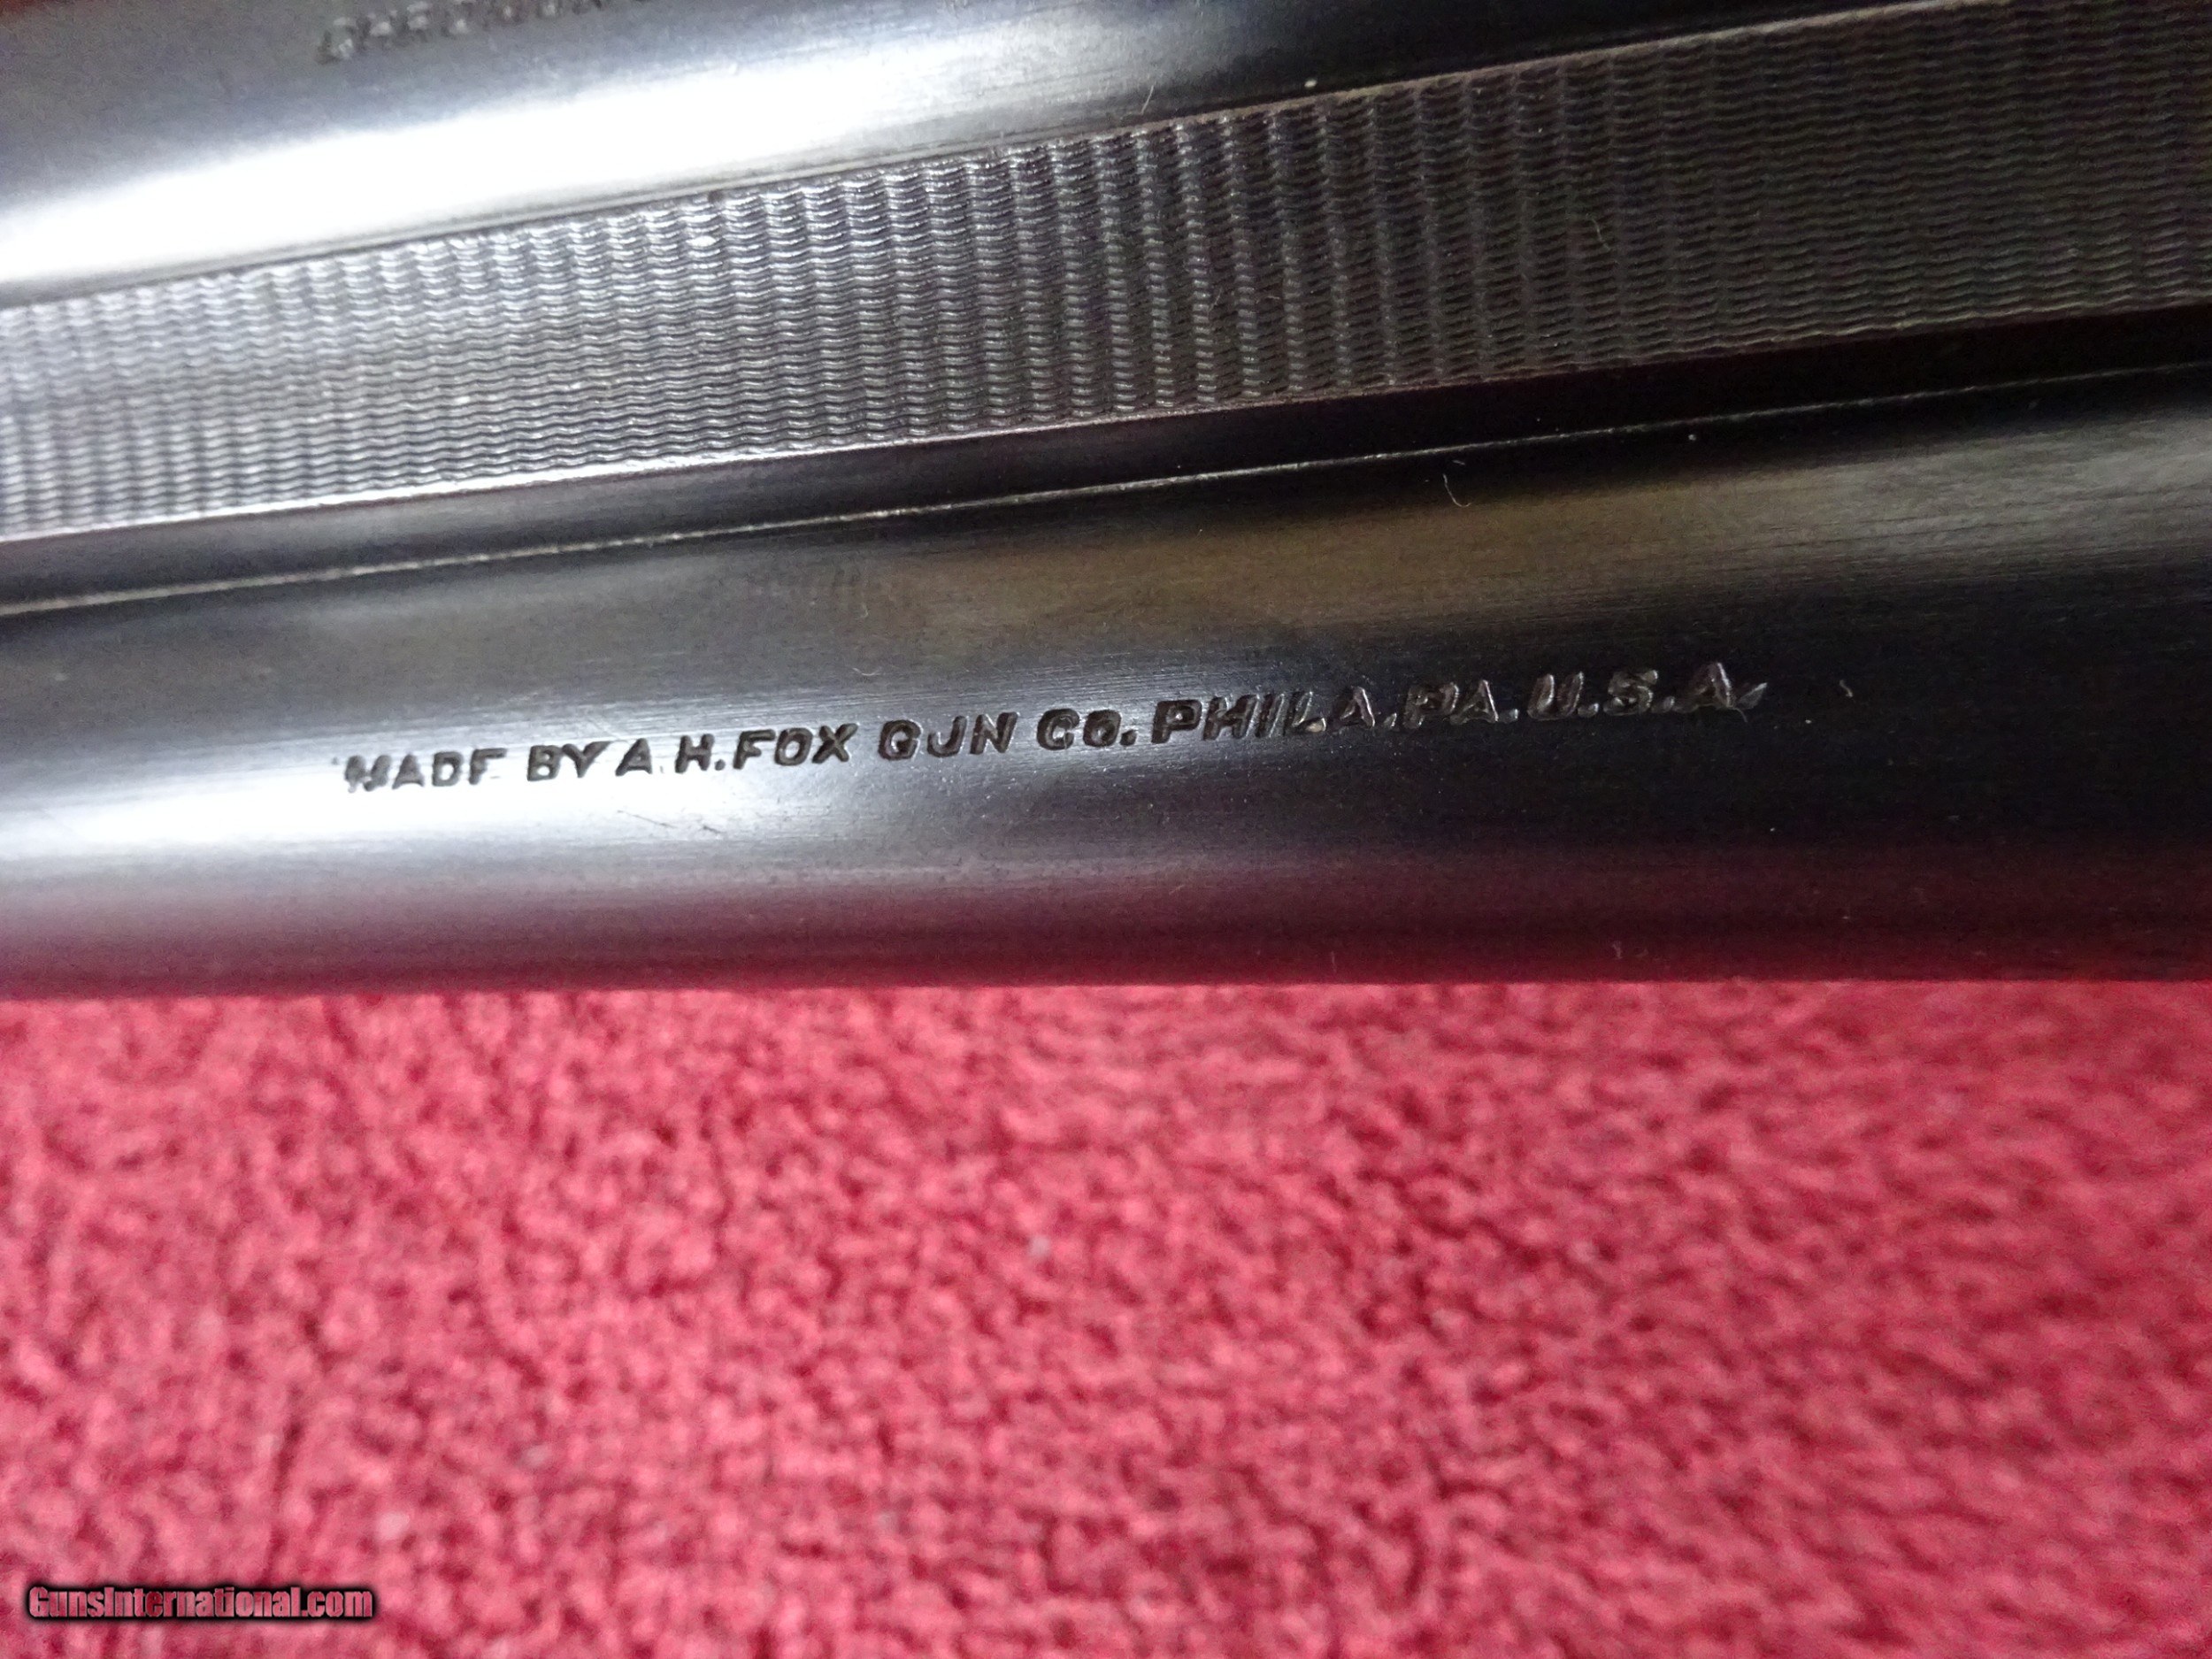 MADE BY A.H.FOX GUN CO. PHILA.PA.U.S.A.
GunsInternational.com